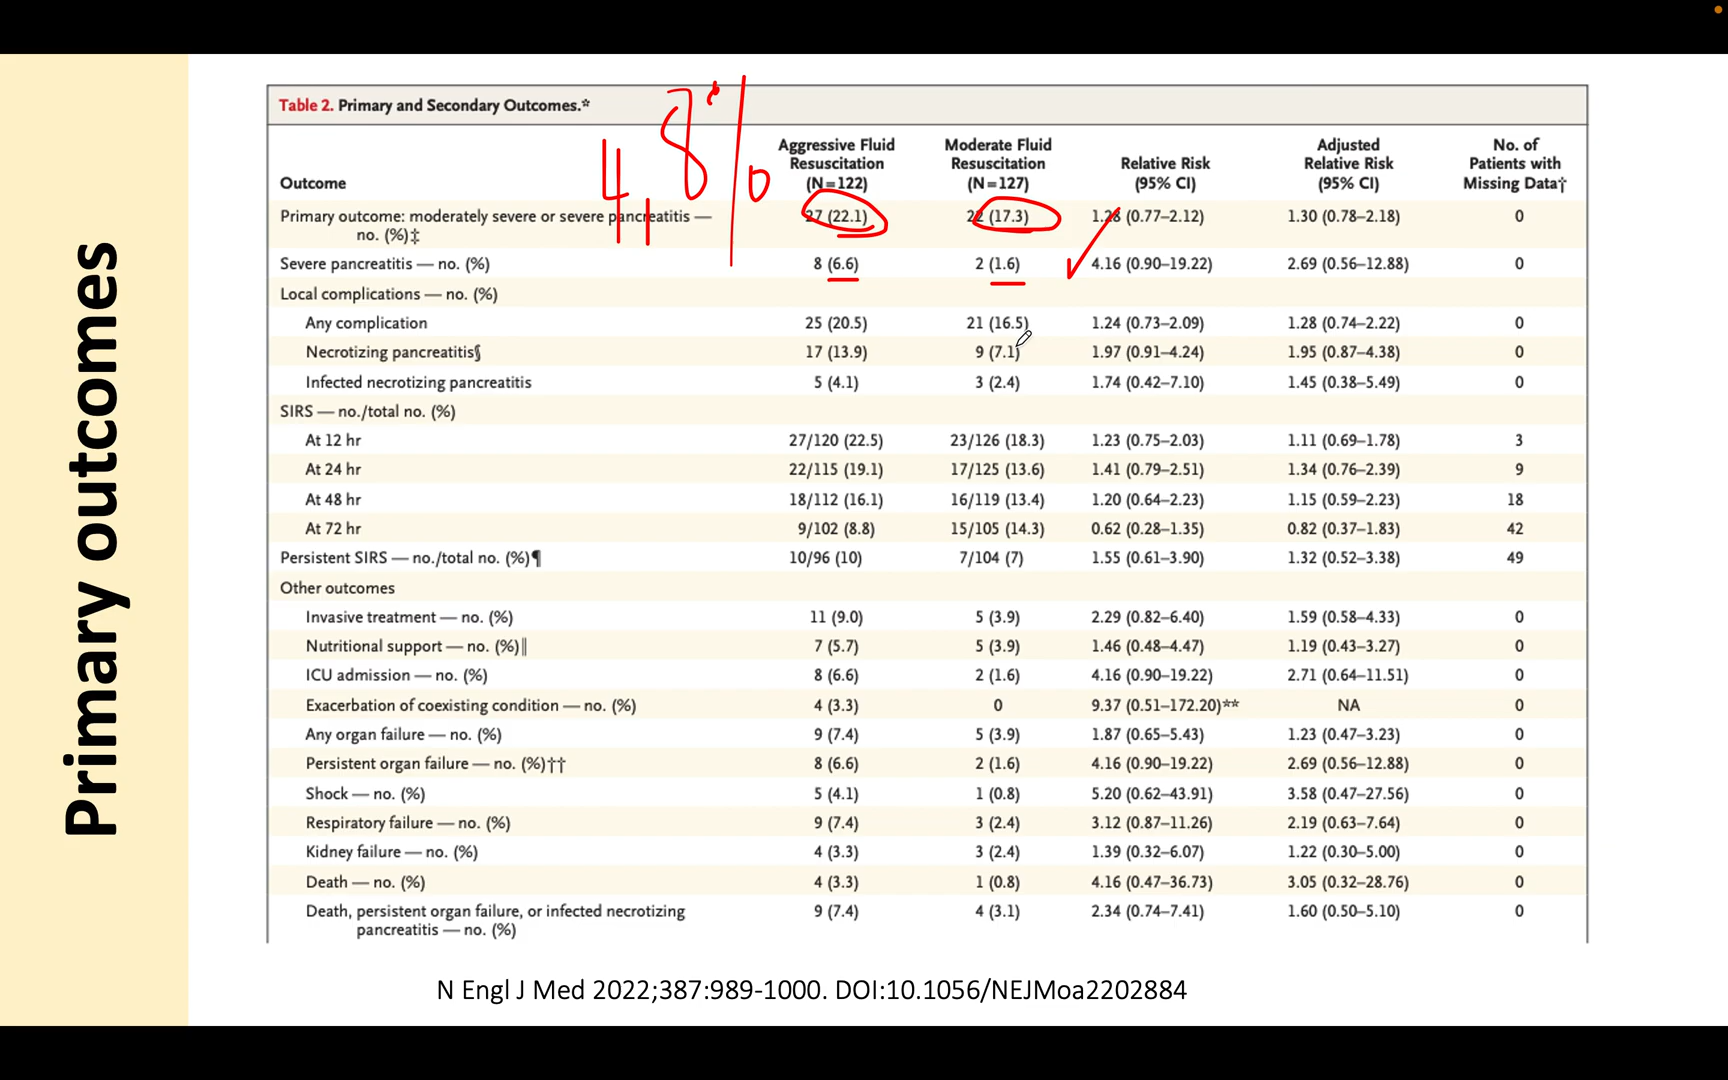 Primary outcomes
Table 2. Primary and Secondary Outcomes.*
4,8%
Outcome Aggressive Fluid Resuscitation (N=122) Moderate Fluid Resuscitation (N=127) Relative Risk (95% CI) Adjusted Relative Risk (95% CI) No. of Patients with Missing Data†
Primary outcome: moderately severe or severe pancreatitis — no. (%)‡ 27 (22.1) 22 (17.3) 1.28 (0.77–2.12) 1.30 (0.78–2.18) 0
Severe pancreatitis — no. (%) 8 (6.6) 2 (1.6) 4.16 (0.90–19.22) 2.69 (0.56–12.88) 0
Local complications — no. (%)
Any complication 25 (20.5) 21 (16.5) 1.24 (0.73–2.09) 1.28 (0.74–2.22) 0
Necrotizing pancreatitis§ 17 (13.9) 9 (7.1) 1.97 (0.91–4.24) 1.95 (0.87–4.38) 0
Infected necrotizing pancreatitis 5 (4.1) 3 (2.4) 1.74 (0.42–7.10) 1.45 (0.38–5.49) 0
SIRS — no./total no. (%)
At 12 hr 27/120 (22.5) 23/126 (18.3) 1.23 (0.75–2.03) 1.11 (0.69–1.78) 3
At 24 hr 22/115 (19.1) 17/125 (13.6) 1.41 (0.79–2.51) 1.34 (0.76–2.39) 9
At 48 hr 18/112 (16.1) 16/119 (13.4) 1.20 (0.64–2.23) 1.15 (0.59–2.23) 18
At 72 hr 9/102 (8.8) 15/105 (14.3) 0.62 (0.28–1.35) 0.82 (0.37–1.83) 42
Persistent SIRS — no./total no. (%)¶ 10/96 (10) 7/104 (7) 1.55 (0.61–3.90) 1.32 (0.52–3.38) 49
Other outcomes
Invasive treatment — no. (%) 11 (9.0) 5 (3.9) 2.29 (0.82–6.40) 1.59 (0.58–4.33) 0
Nutritional support — no. (%)‖ 7 (5.7) 5 (3.9) 1.46 (0.48–4.47) 1.19 (0.43–3.27) 0
ICU admission — no. (%) 8 (6.6) 2 (1.6) 4.16 (0.90–19.22) 2.71 (0.64–11.51) 0
Exacerbation of coexisting condition — no. (%) 4 (3.3) 0 9.37 (0.51–172.20)** NA 0
Any organ failure — no. (%) 9 (7.4) 5 (3.9) 1.87 (0.65–5.43) 1.23 (0.47–3.23) 0
Persistent organ failure — no. (%)†† 8 (6.6) 2 (1.6) 4.16 (0.90–19.22) 2.69 (0.56–12.88) 0
Shock — no. (%) 5 (4.1) 1 (0.8) 5.20 (0.62–43.91) 3.58 (0.47–27.56) 0
Respiratory failure — no. (%) 9 (7.4) 3 (2.4) 3.12 (0.87–11.26) 2.19 (0.63–7.64) 0
Kidney failure — no. (%) 4 (3.3) 3 (2.4) 1.39 (0.32–6.07) 1.22 (0.30–5.00) 0
Death — no. (%) 4 (3.3) 1 (0.8) 4.16 (0.47–36.73) 3.05 (0.32–28.76) 0
Death, persistent organ failure, or infected necrotizing pancreatitis — no. (%) 9 (7.4) 4 (3.1) 2.34 (0.74–7.41) 1.60 (0.50–5.10) 0
N Engl J Med 2022;387:989-1000. DOI:10.1056/NEJMoa2202884